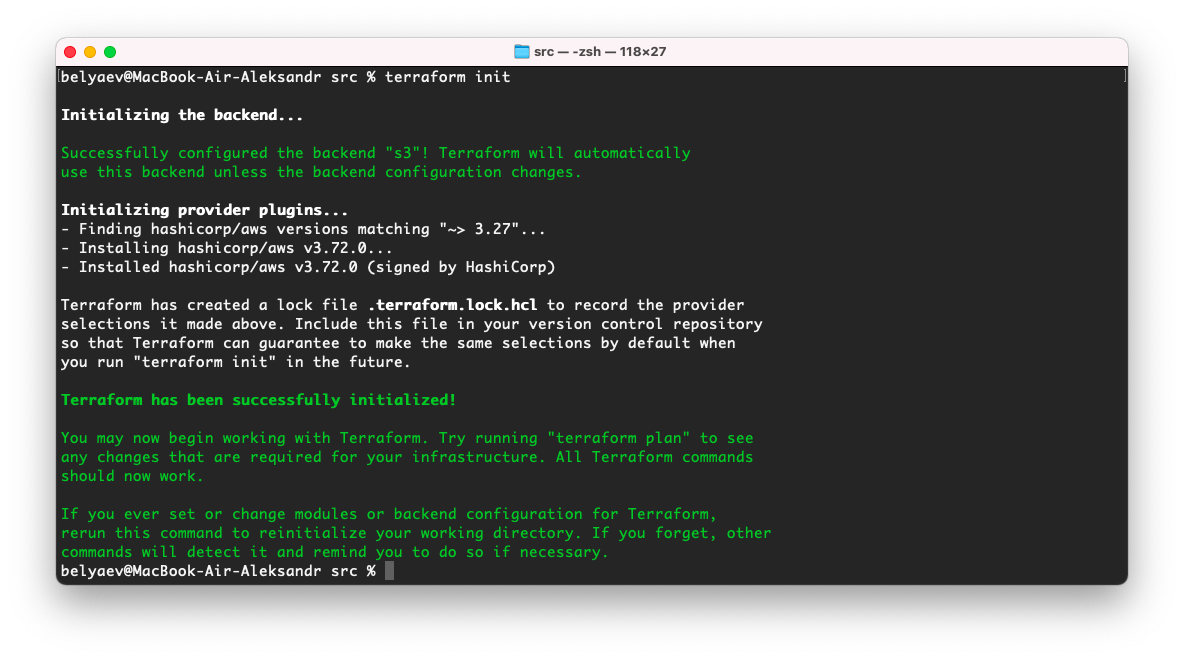 src — -zsh — 118×27
[belyaev@MacBook-Air-Aleksandr src % terraform init ]
Initializing the backend...
Successfully configured the backend "s3"! Terraform will automatically
use this backend unless the backend configuration changes.
Initializing provider plugins...
- Finding hashicorp/aws versions matching "~> 3.27"...
- Installing hashicorp/aws v3.72.0...
- Installed hashicorp/aws v3.72.0 (signed by HashiCorp)
Terraform has created a lock file .terraform.lock.hcl to record the provider
selections it made above. Include this file in your version control repository
so that Terraform can guarantee to make the same selections by default when
you run "terraform init" in the future.
Terraform has been successfully initialized!
You may now begin working with Terraform. Try running "terraform plan" to see
any changes that are required for your infrastructure. All Terraform commands
should now work.
If you ever set or change modules or backend configuration for Terraform,
rerun this command to reinitialize your working directory. If you forget, other
commands will detect it and remind you to do so if necessary.
belyaev@MacBook-Air-Aleksandr src %